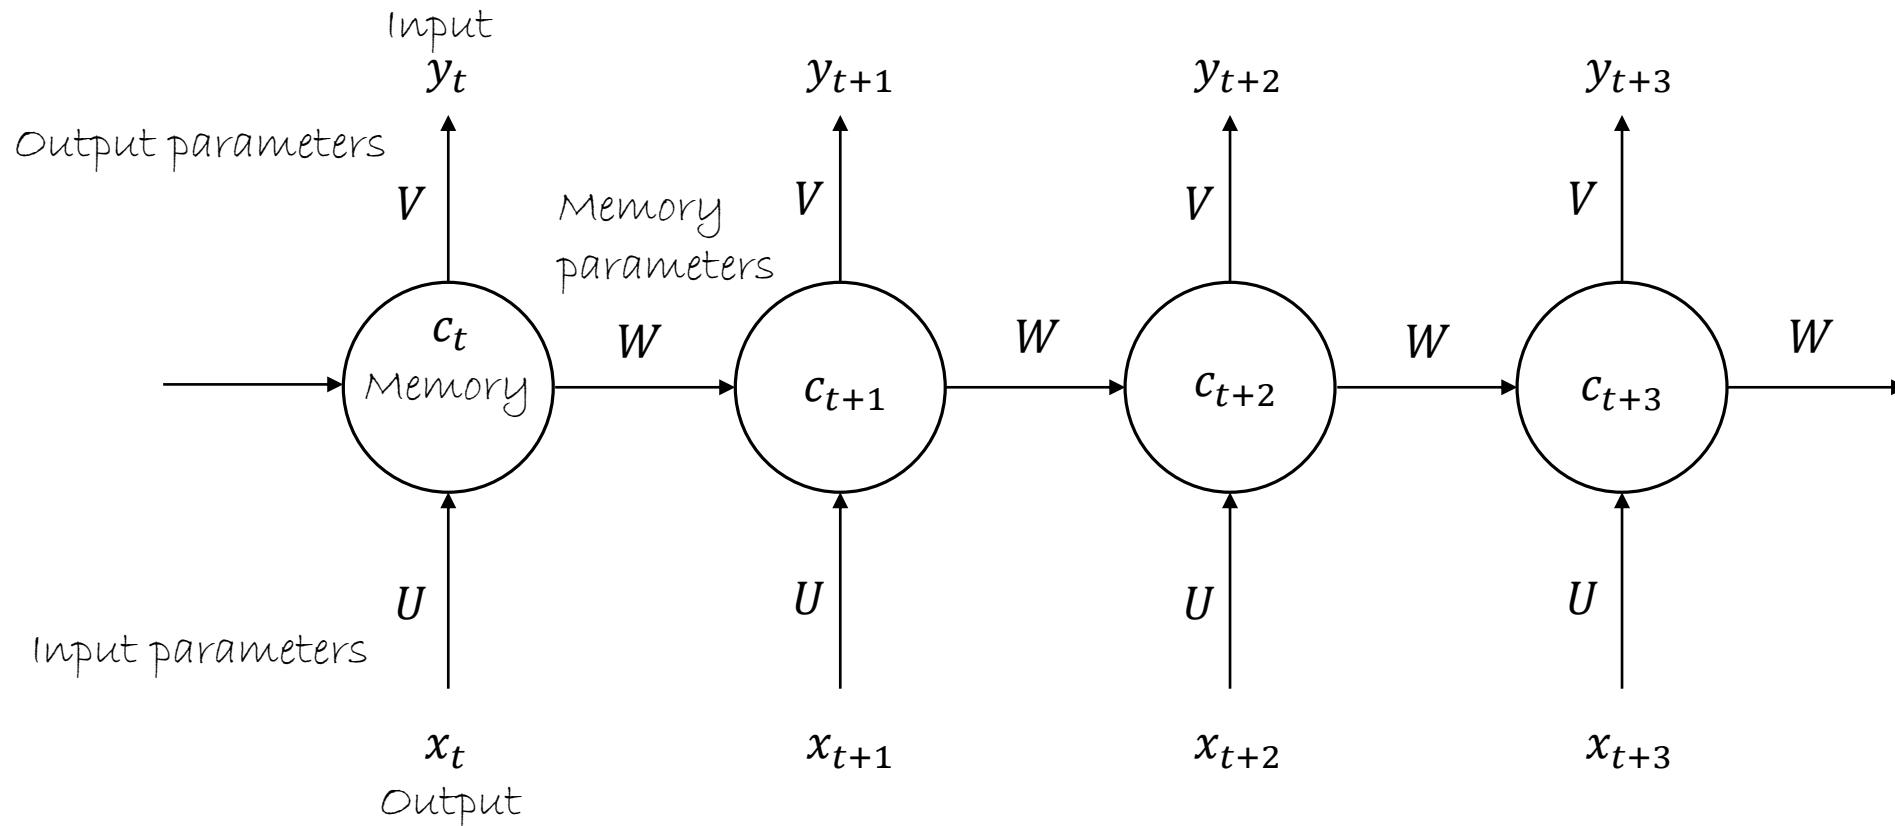 Input
y_t y_{t+1} y_{t+2} y_{t+3}
Output parameters
V V V V
Memory
parameters
c_t
Memory
W W W W
c_{t+1} c_{t+2} c_{t+3}
U U U U
Input parameters
x_t x_{t+1} x_{t+2} x_{t+3}
Output